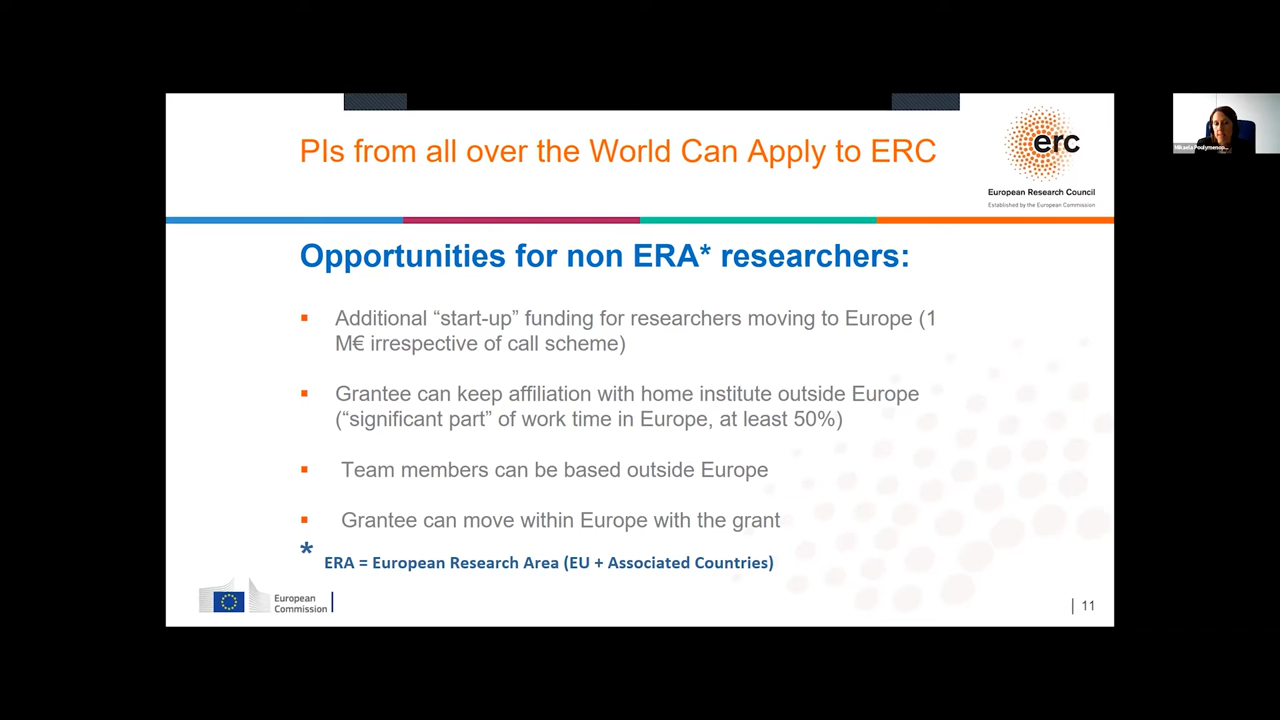 PIs from all over the World Can Apply to ERC
erc
European Research Council
Established by the European Commission
Opportunities for non ERA* researchers:
▪ Additional “start-up” funding for researchers moving to Europe (1
M€ irrespective of call scheme)
▪ Grantee can keep affiliation with home institute outside Europe
(“significant part” of work time in Europe, at least 50%)
▪ Team members can be based outside Europe
▪ Grantee can move within Europe with the grant
* ERA = European Research Area (EU + Associated Countries)
European
Commission
| 11